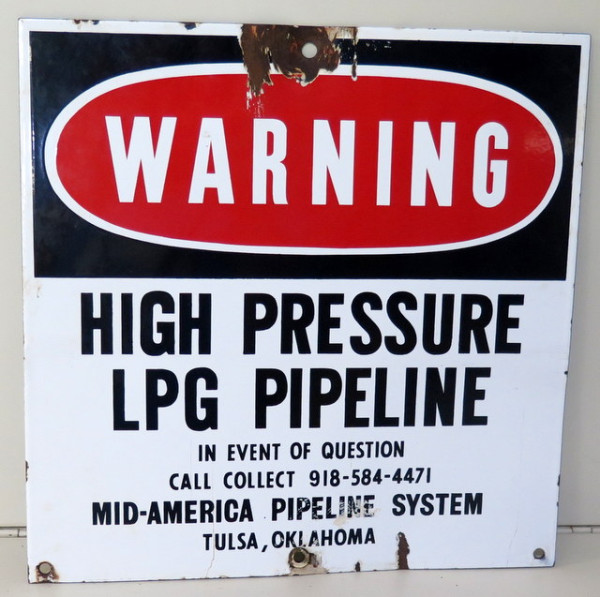 WARNING
HIGH PRESSURE
LPG PIPELINE
IN EVENT OF QUESTION
CALL COLLECT 918-584-4471
MID-AMERICA PIPELINE SYSTEM
TULSA, OKLAHOMA